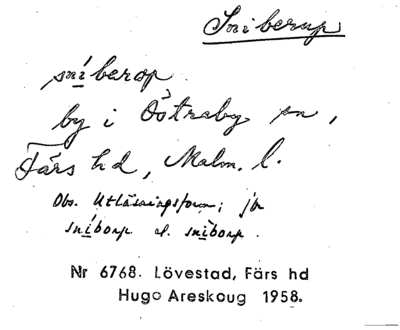 Sniberup
sníberop.
by i Östraby sn,
Färs hd, Malm. l.
Obs. Utläsningsform; jfr
sniborp el. sniborp.
Nr 6768. Lövestad, Färs hd
Hugo Areskoug 1958.